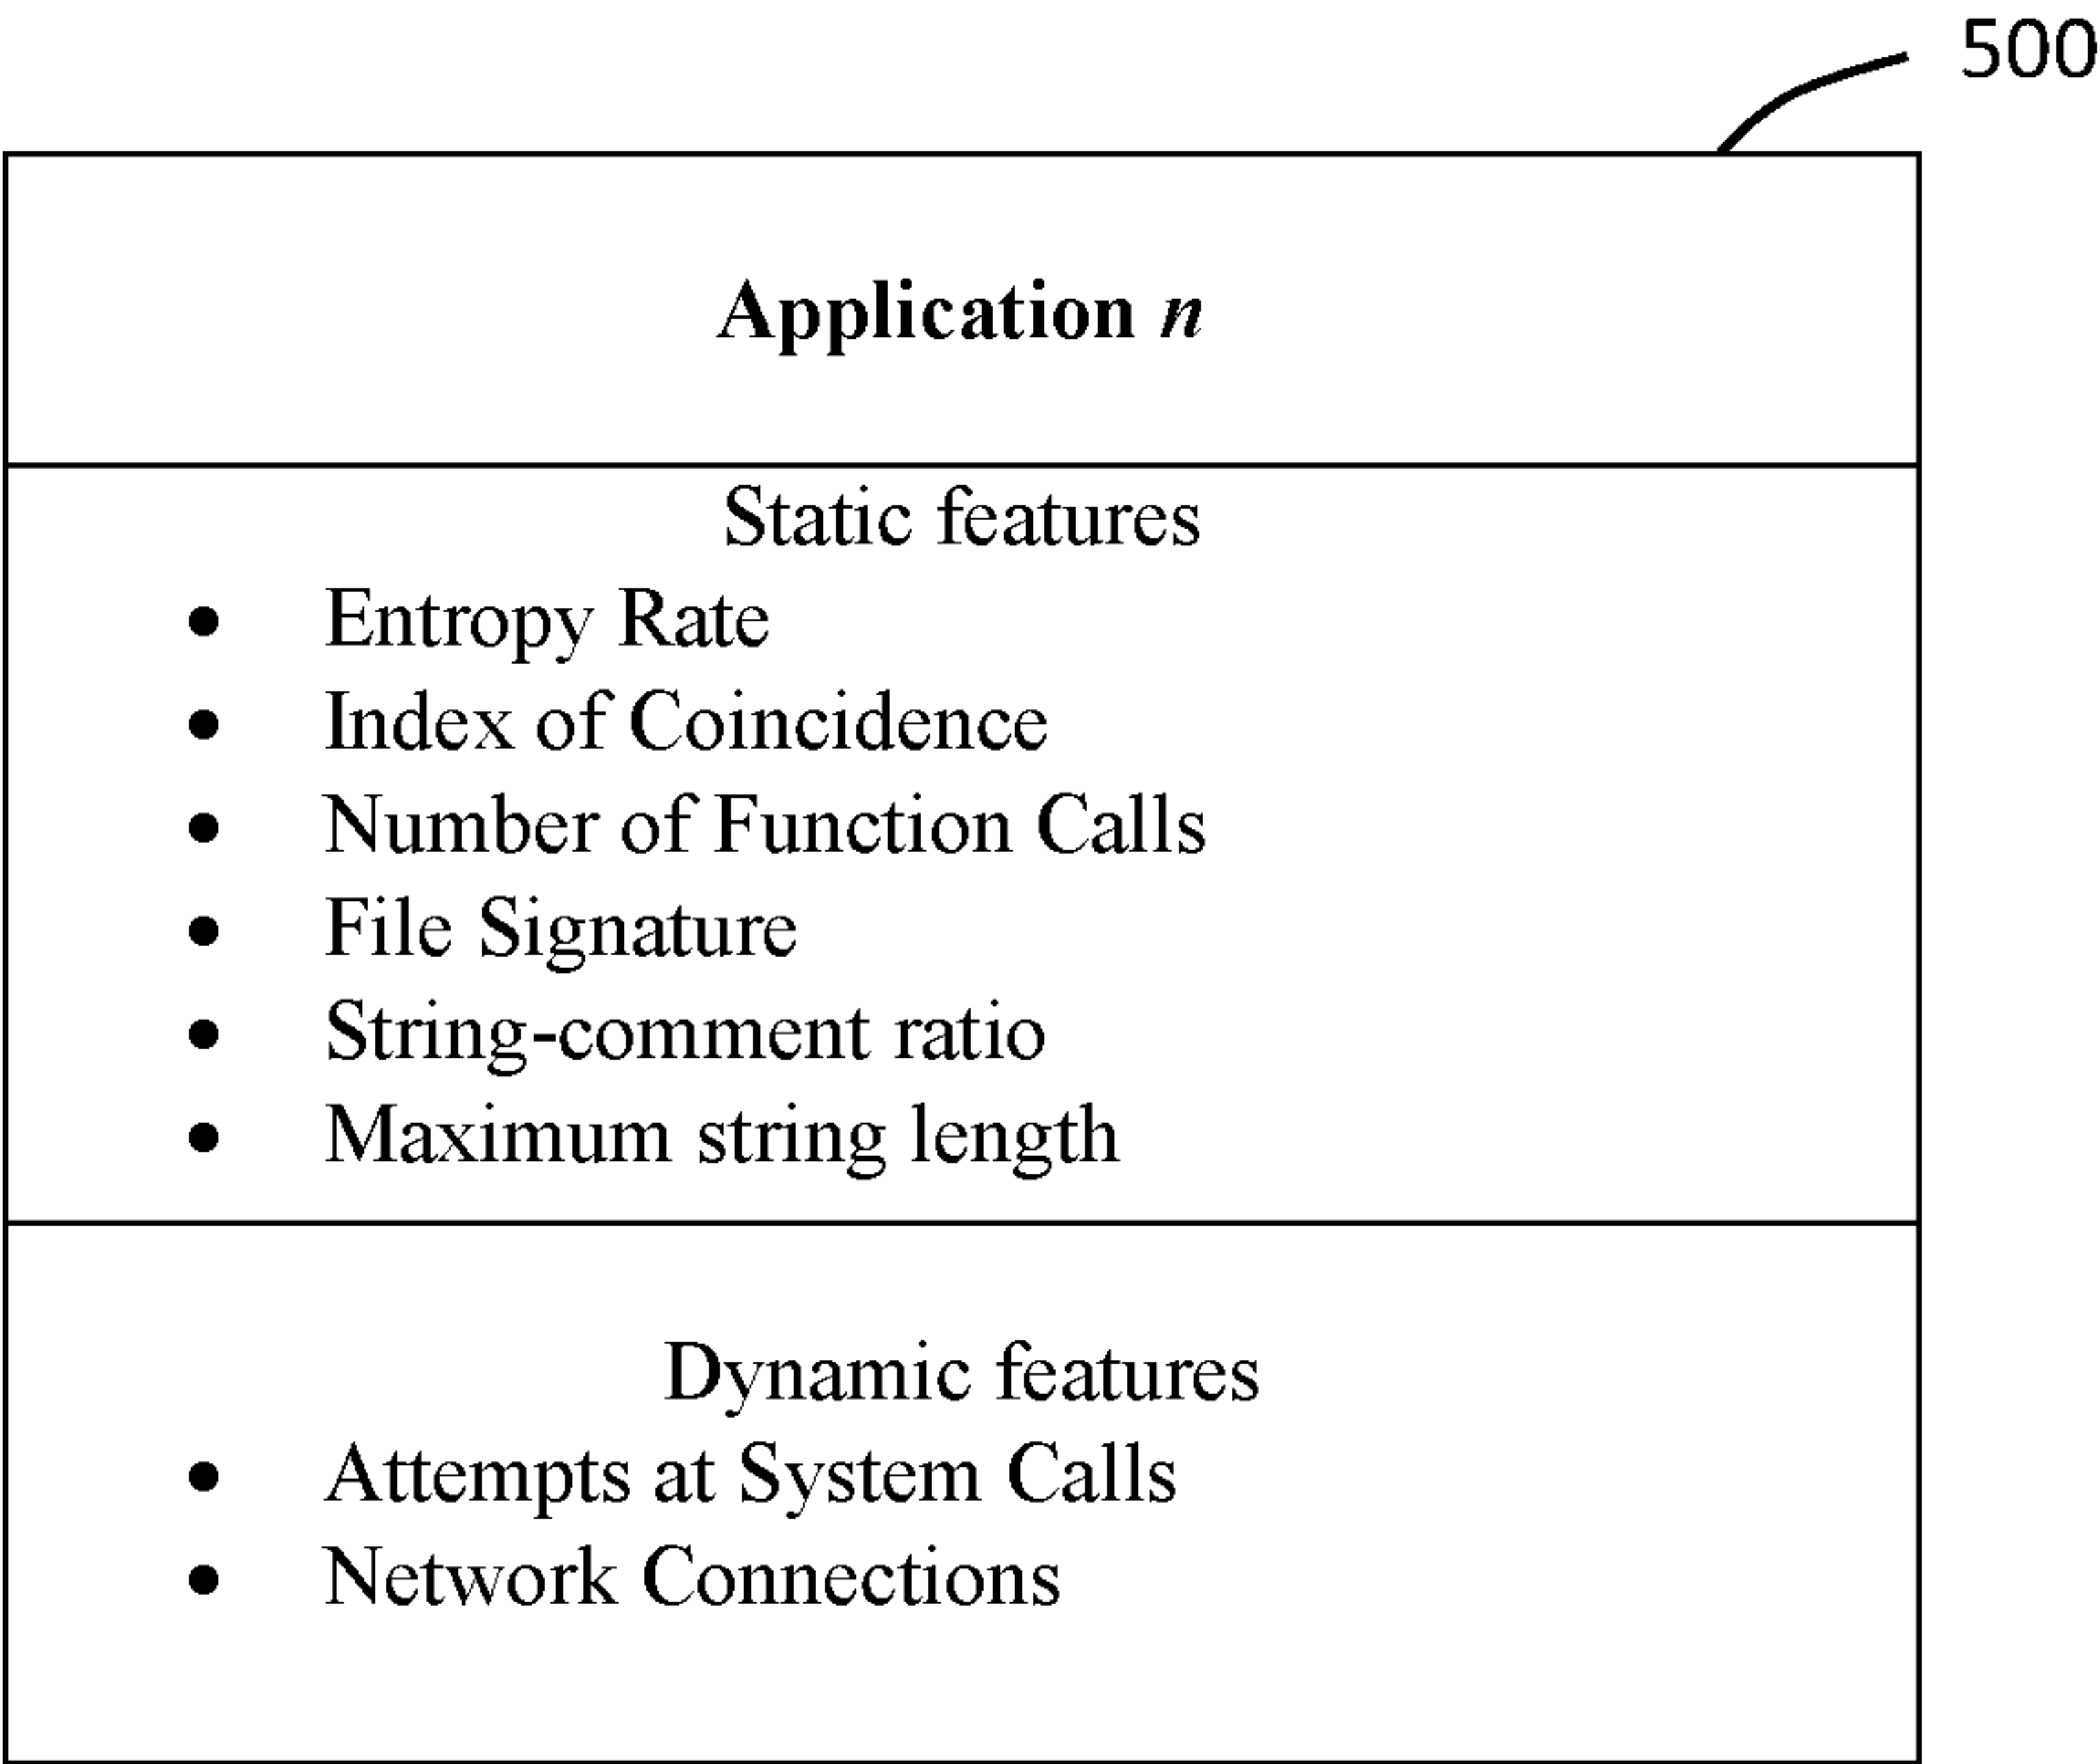 500
Application n
Static features
• Entropy Rate
• Index of Coincidence
• Number of Function Calls
• File Signature
• String-comment ratio
• Maximum string length
Dynamic features
• Attempts at System Calls
• Network Connections